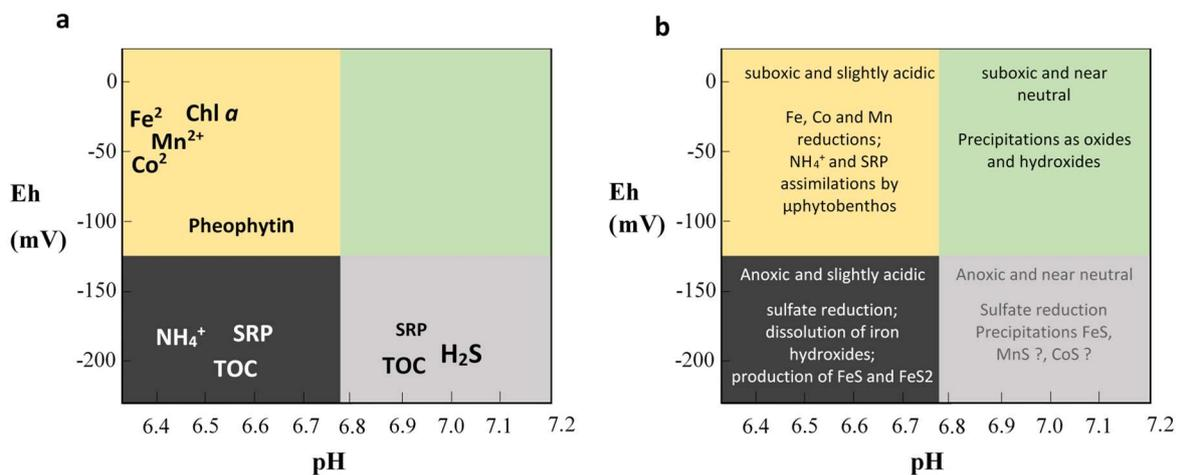 a
0
-50
-100
-150
-200
Eh
(mV)
Fe²
Chl a
Mn²⁺
Co²
Pheophytin
NH₄⁺
SRP
TOC
SRP
TOC
H₂S
6.4 6.5 6.6 6.7 6.8 6.9 7.0 7.1 7.2
pH
b
0
-50
-100
-150
-200
Eh
(mV)
suboxic and slightly acidic
Fe, Co and Mn
reductions;
NH₄⁺ and SRP
assimilations by
µphytobenthos
suboxic and near
neutral
Precipitations as oxides
and hydroxides
Anoxic and slightly acidic
sulfate reduction;
dissolution of iron
hydroxides;
production of FeS and FeS2
Anoxic and near neutral
Sulfate reduction
Precipitations FeS,
MnS ?, CoS ?
6.4 6.5 6.6 6.7 6.8 6.9 7.0 7.1 7.2
pH